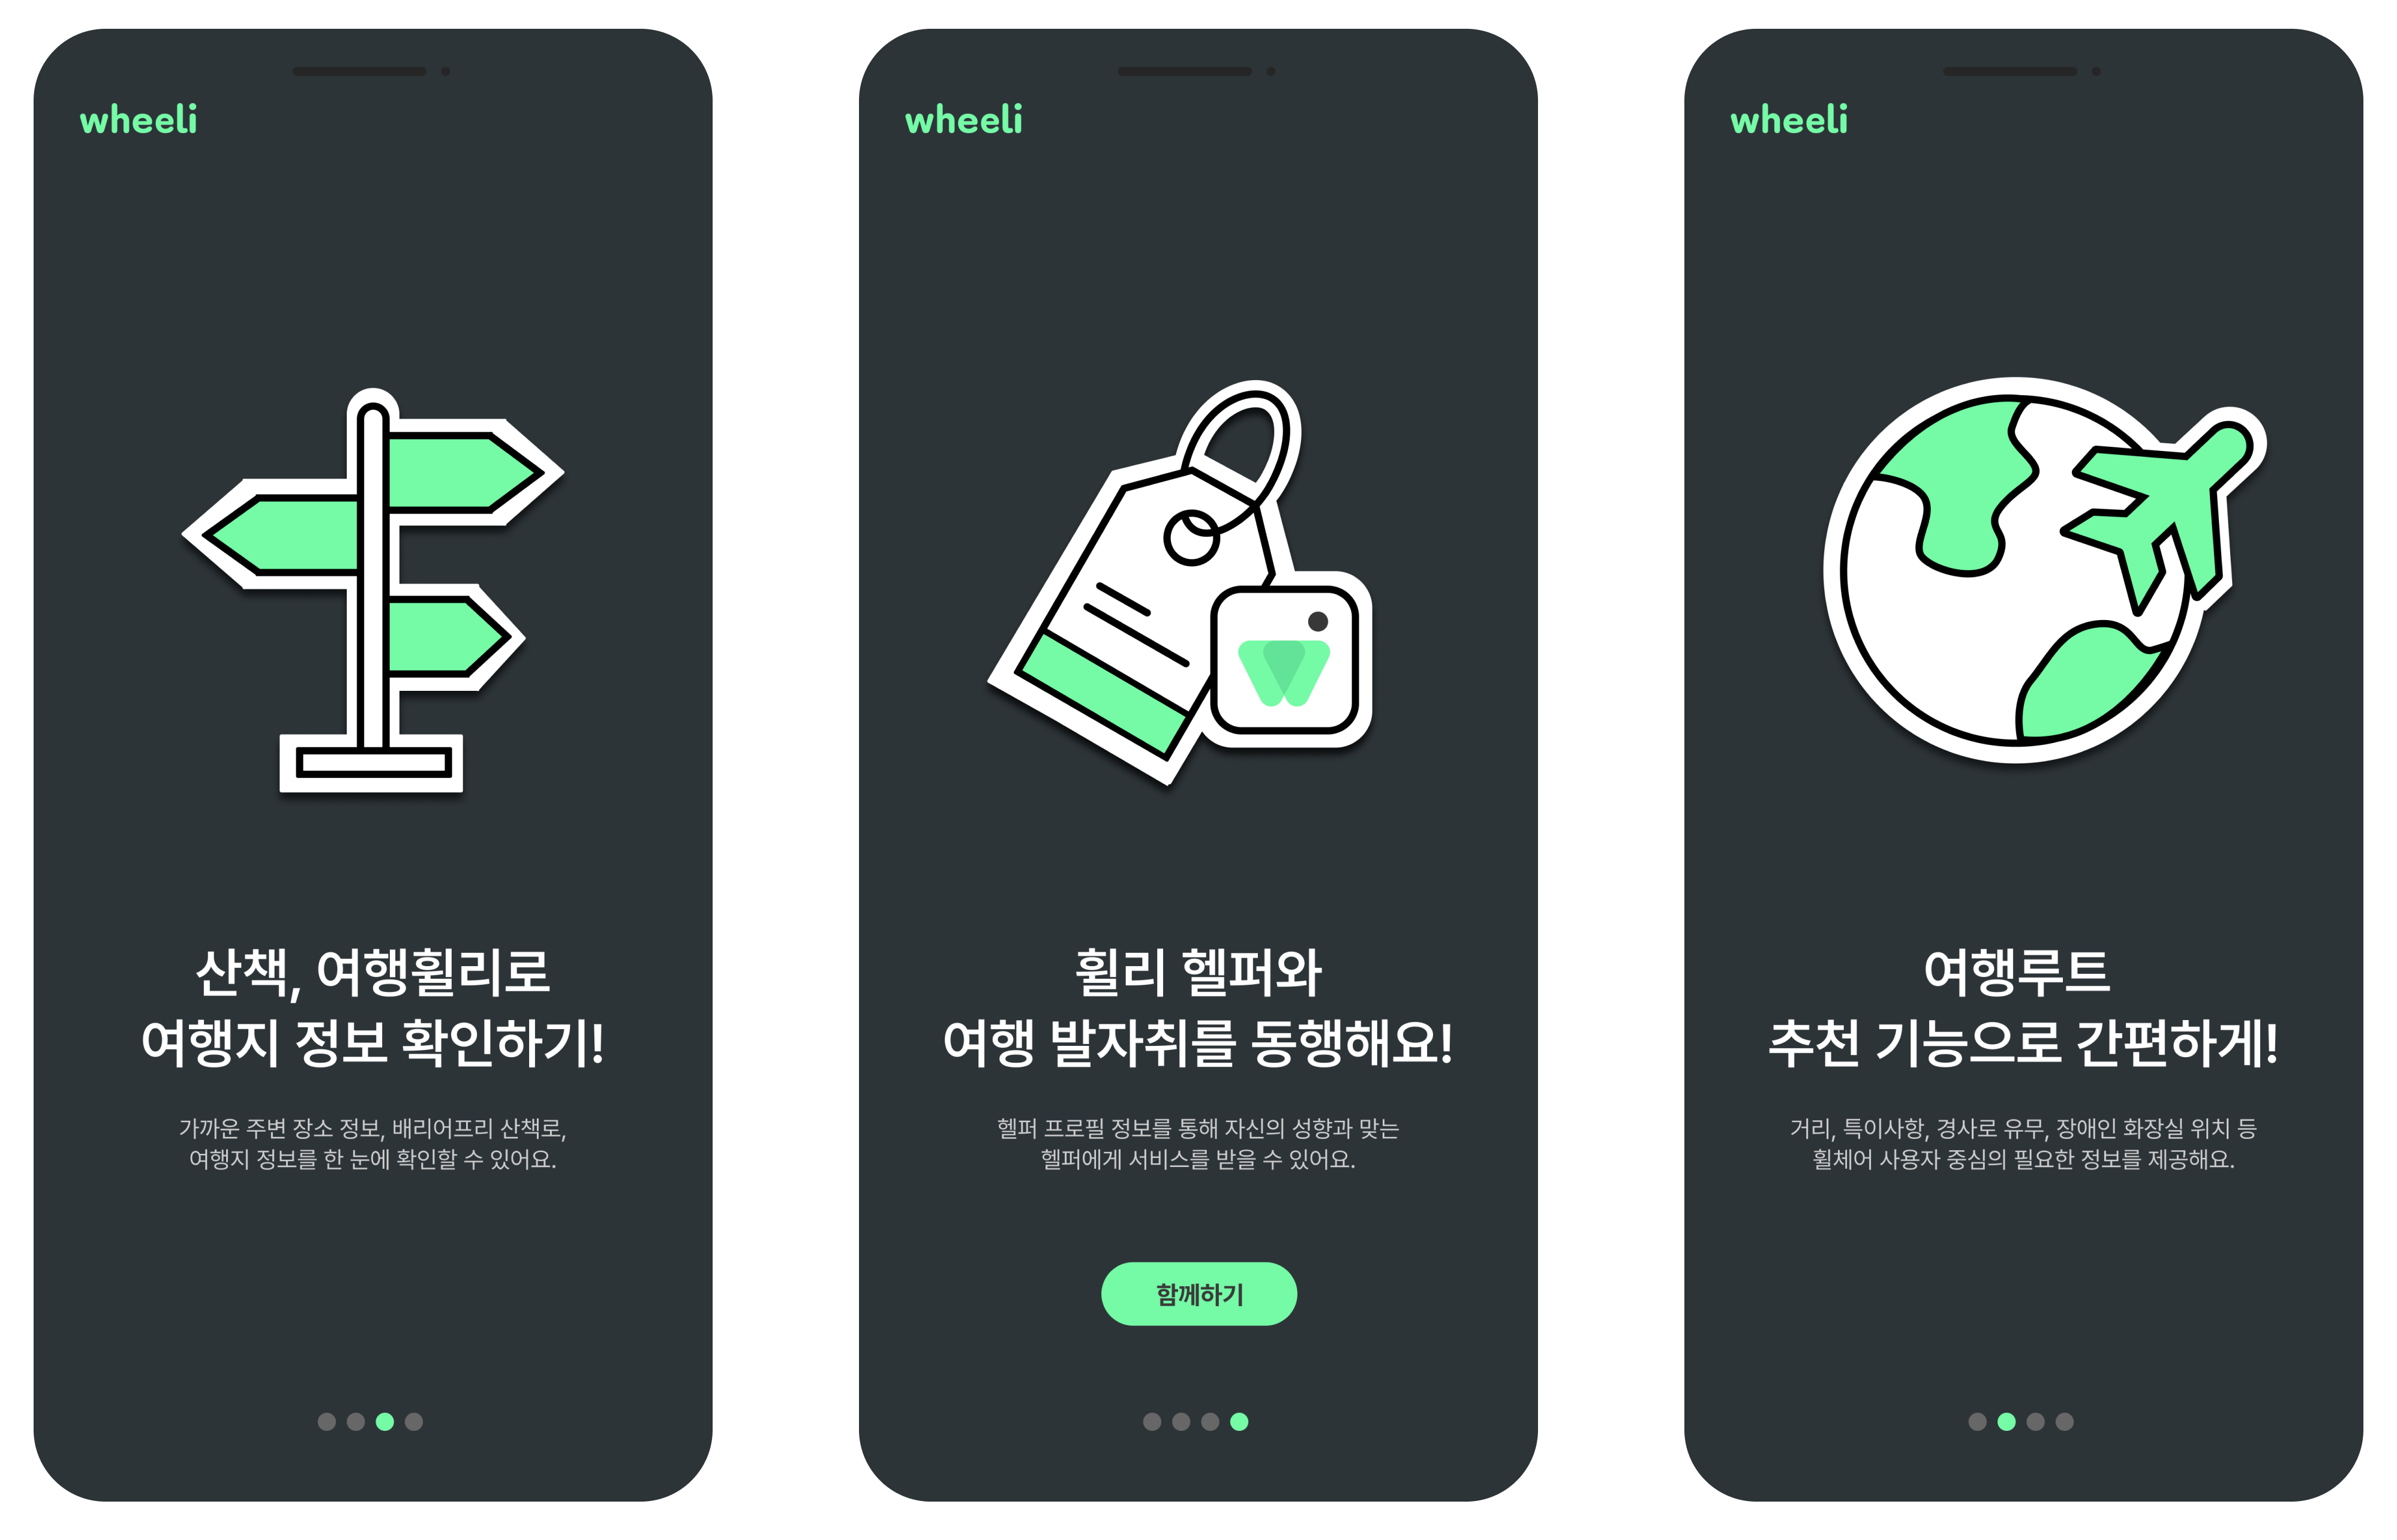 wheeli
산책, 여행휠리로
여행지 정보 확인하기!
가까운 주변 장소 정보, 배리어프리 산책로,
여행지 정보를 한 눈에 확인할 수 있어요.
wheeli
휠리 헬퍼와
여행 발자취를 동행해요!
헬퍼 프로필 정보를 통해 자신의 성향과 맞는
헬퍼에게 서비스를 받을 수 있어요.
함께하기
wheeli
여행루트
추천 기능으로 간편하게!
거리, 특이사항, 경사로 유무, 장애인 화장실 위치 등
휠체어 사용자 중심의 필요한 정보를 제공해요.